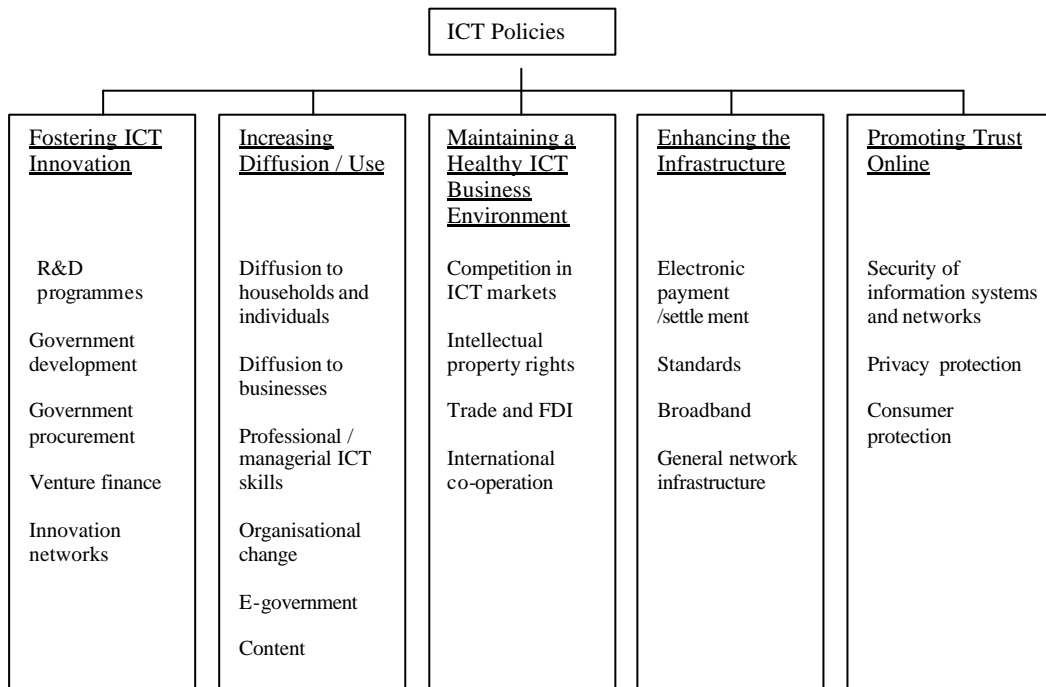 ICT Policies
Fostering ICT
Innovation
R&D
programmes
Government
development
Government
procurement
Venture finance
Innovation
networks
Increasing
Diffusion / Use
Diffusion to
households and
individuals
Diffusion to
businesses
Professional /
managerial ICT
skills
Organisational
change
E-government
Content
Maintaining a
Healthy ICT
Business
Environment
Competition in
ICT markets
Intellectual
property rights
Trade and FDI
International
co-operation
Enhancing the
Infrastructure
Electronic
payment
/settle ment
Standards
Broadband
General network
infrastructure
Promoting Trust
Online
Security of
information systems
and networks
Privacy protection
Consumer
protection